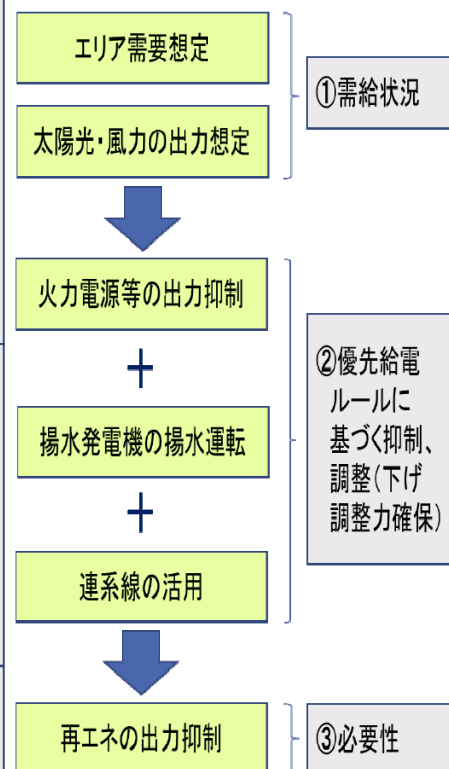 エリア需要想定
太陽光・風力の出力想定
①需給状況
火力電源等の出力抑制
+
揚水発電機の揚水運転
+
連系線の活用
②優先給電
ルールに
基づく抑制、
調整(下げ
調整力確保)
再エネの出力抑制
③必要性